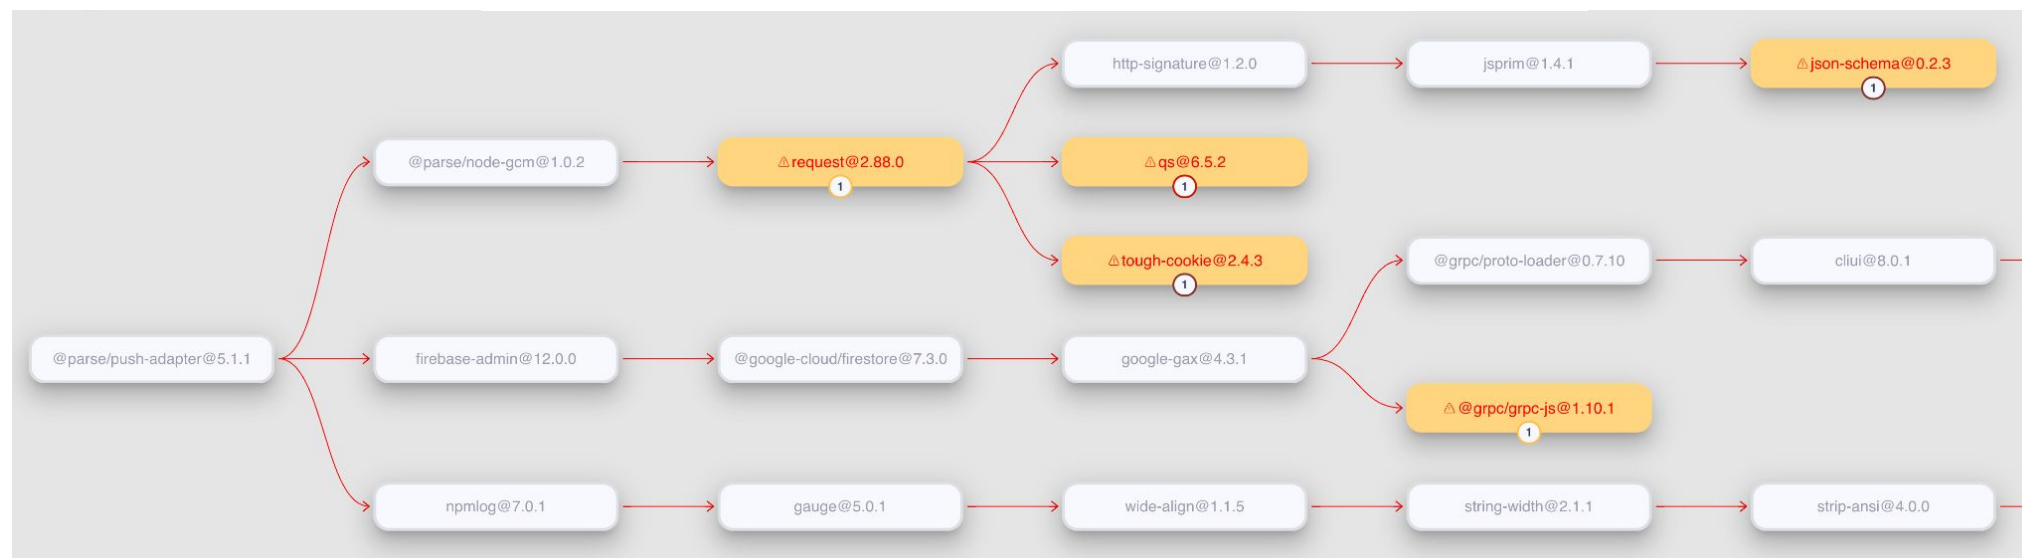 http-signature@1.2.0
jsprim@1.4.1
⚠json-schema@0.2.3
1
@parse/node-gcm@1.0.2
⚠request@2.88.0
1
⚠qs@6.5.2
1
⚠tough-cookie@2.4.3
1
@grpc/proto-loader@0.7.10
cliui@8.0.1
@parse/push-adapter@5.1.1
firebase-admin@12.0.0
@google-cloud/firestore@7.3.0
google-gax@4.3.1
⚠@grpc/grpc-js@1.10.1
1
npmlog@7.0.1
gauge@5.0.1
wide-align@1.1.5
string-width@2.1.1
strip-ansi@4.0.0